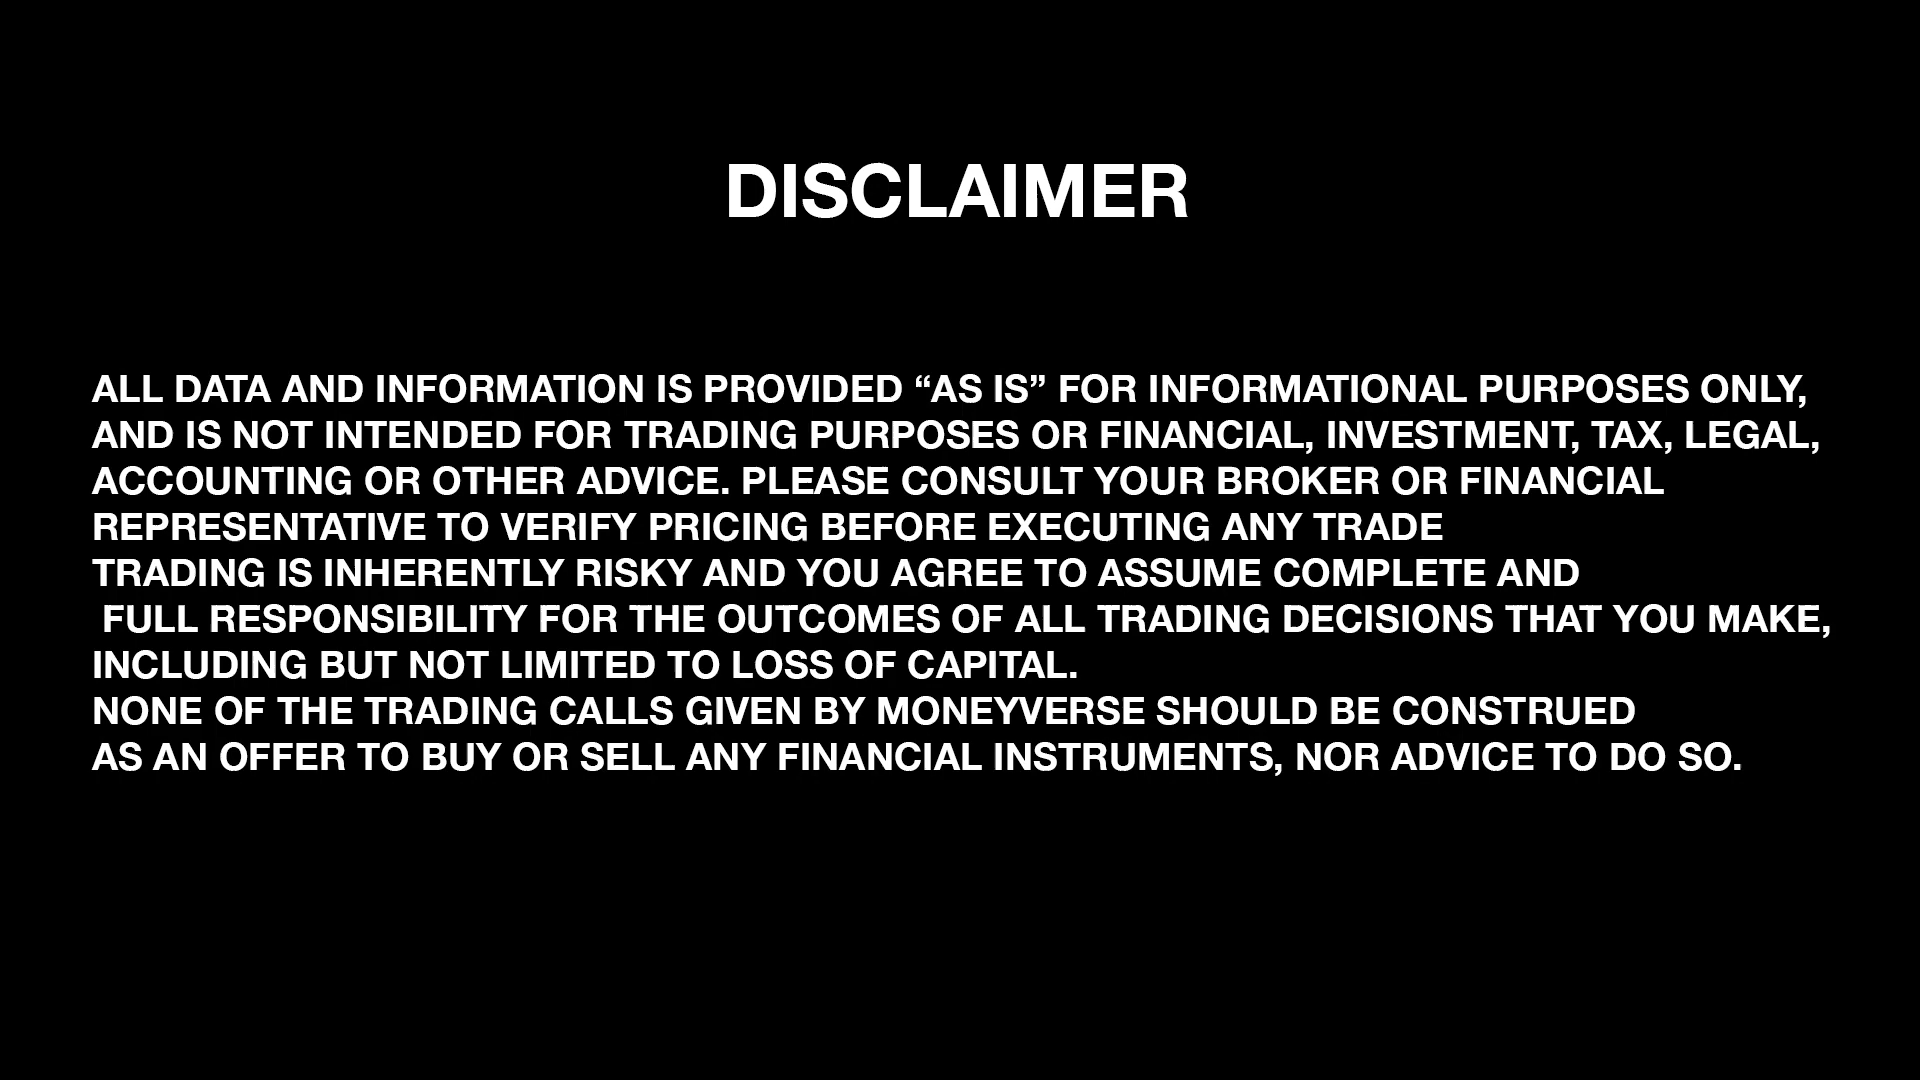 DISCLAIMER
ALL DATA AND INFORMATION IS PROVIDED “AS IS” FOR INFORMATIONAL PURPOSES ONLY,
AND IS NOT INTENDED FOR TRADING PURPOSES OR FINANCIAL, INVESTMENT, TAX, LEGAL,
ACCOUNTING OR OTHER ADVICE. PLEASE CONSULT YOUR BROKER OR FINANCIAL
REPRESENTATIVE TO VERIFY PRICING BEFORE EXECUTING ANY TRADE
TRADING IS INHERENTLY RISKY AND YOU AGREE TO ASSUME COMPLETE AND
FULL RESPONSIBILITY FOR THE OUTCOMES OF ALL TRADING DECISIONS THAT YOU MAKE,
INCLUDING BUT NOT LIMITED TO LOSS OF CAPITAL.
NONE OF THE TRADING CALLS GIVEN BY MONEYVERSE SHOULD BE CONSTRUED
AS AN OFFER TO BUY OR SELL ANY FINANCIAL INSTRUMENTS, NOR ADVICE TO DO SO.